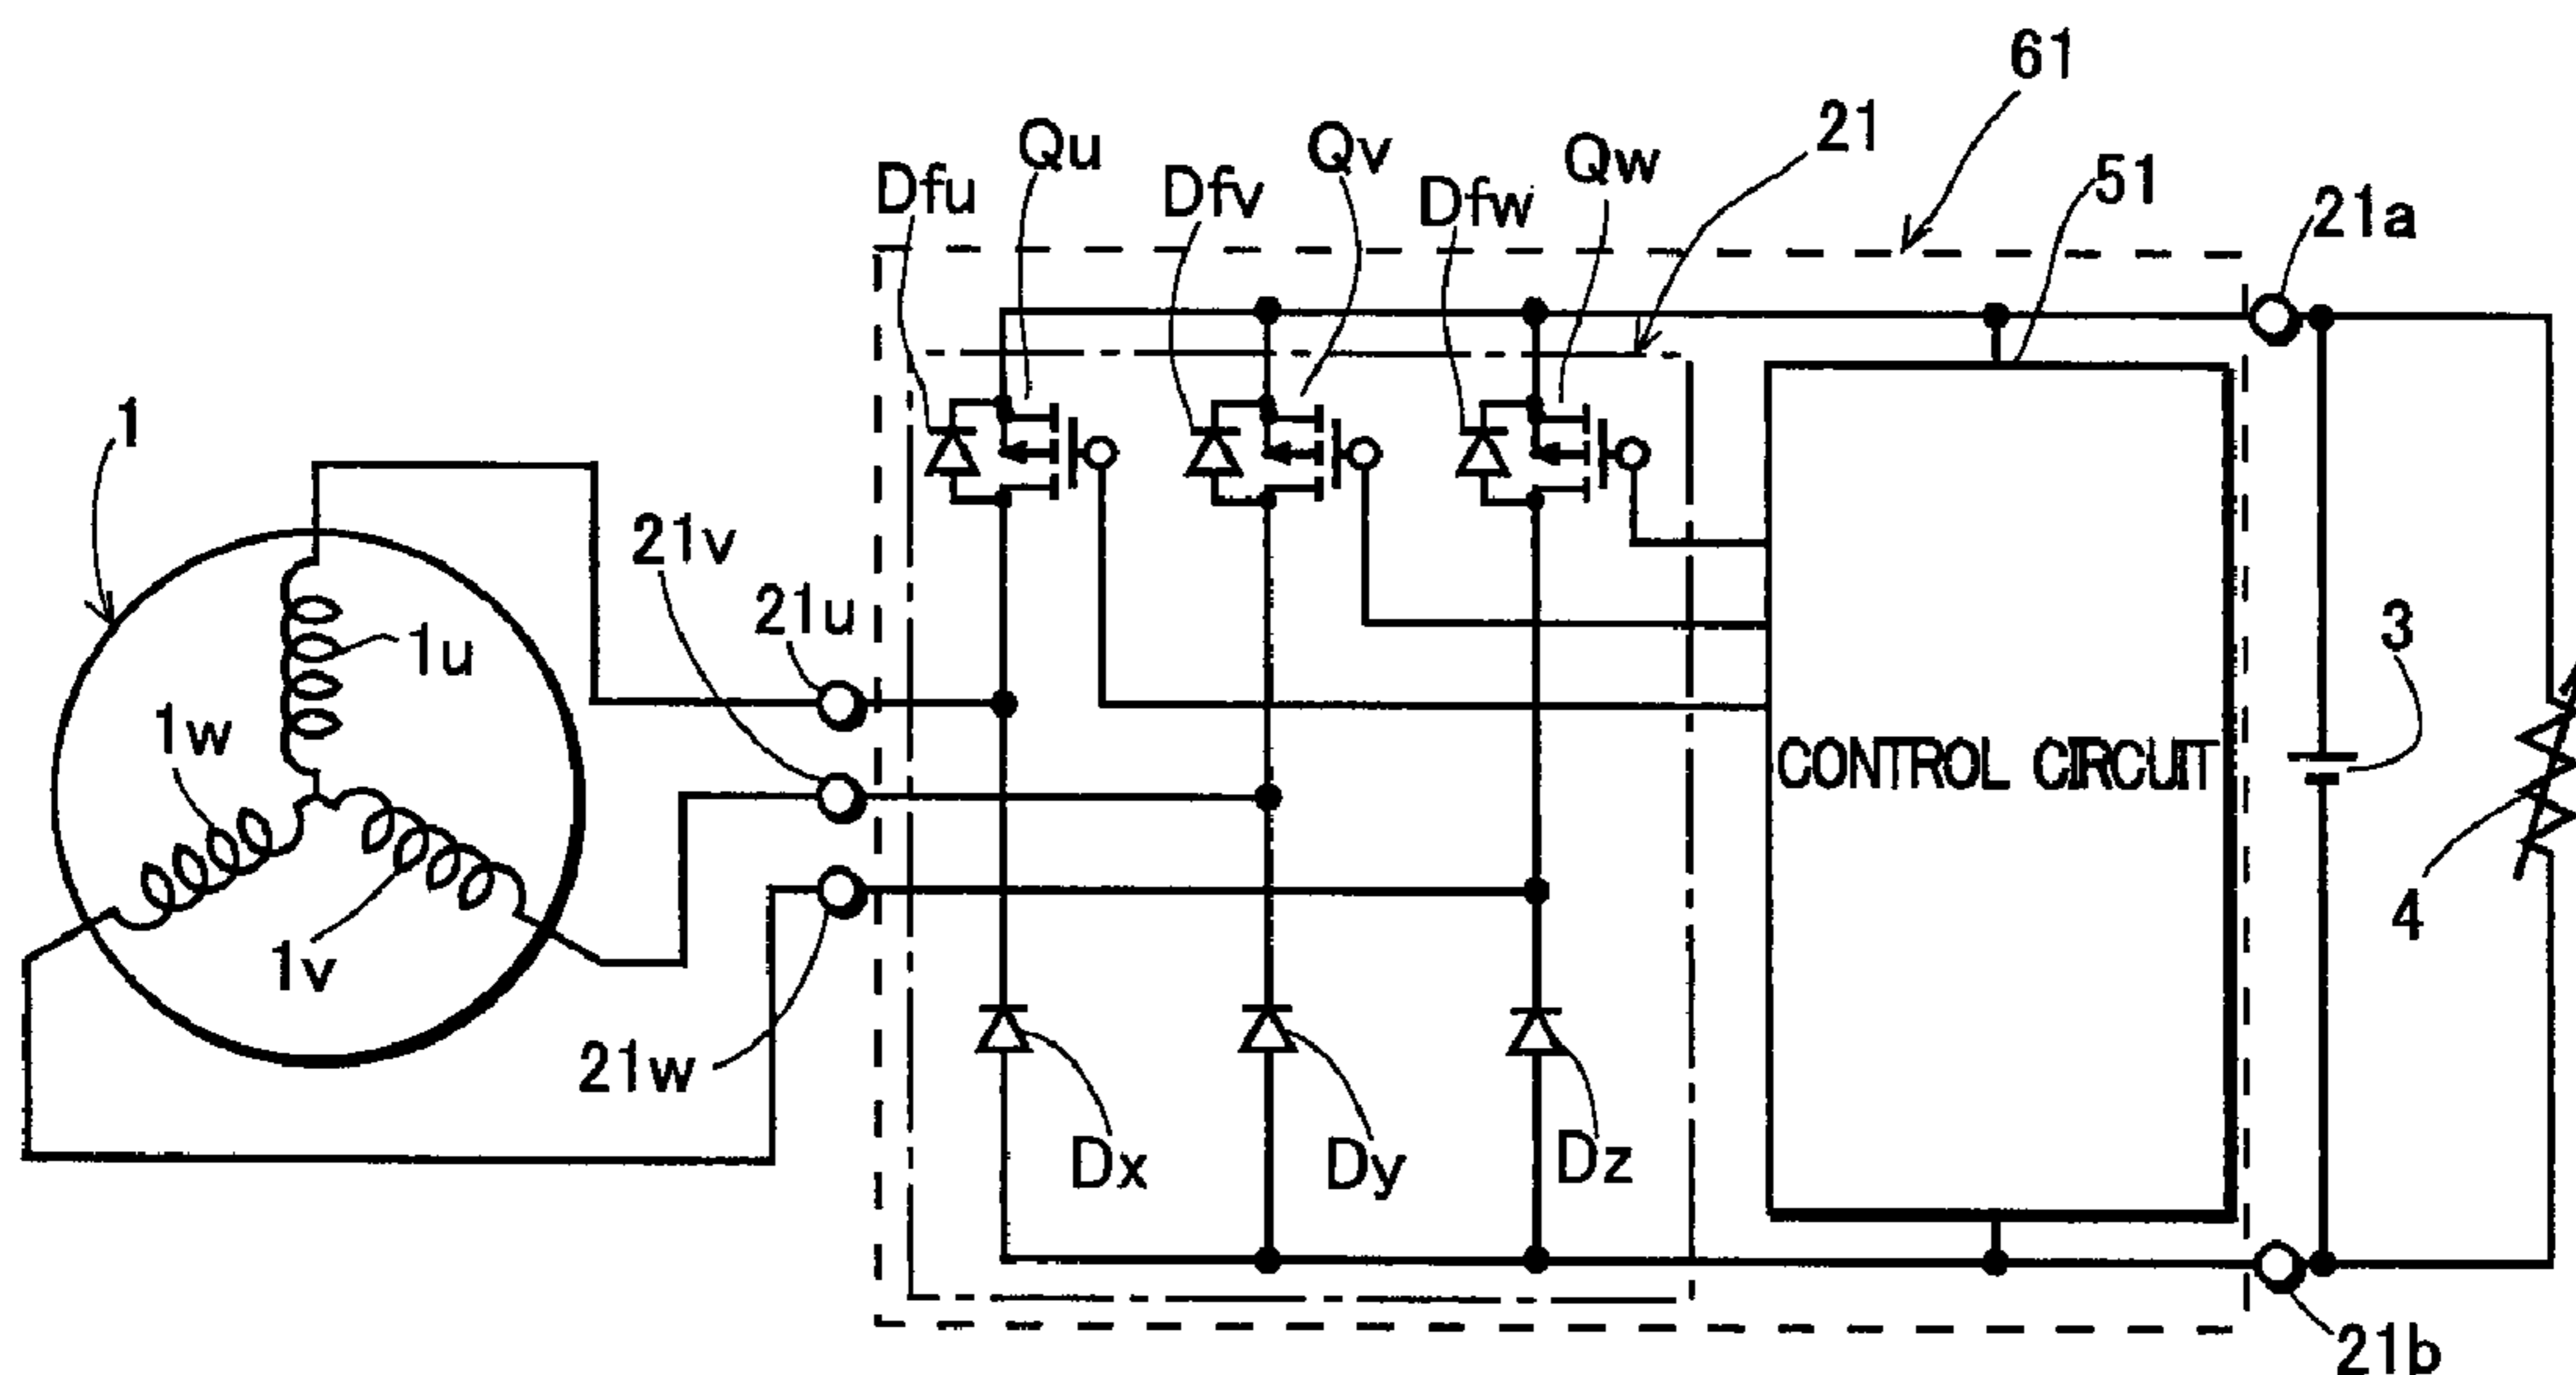 61
21
Qu
Qv
Qw
Dfu
Dfv
Dfw
51
21a
1
21v
21u
1u
1w
3
CONTROL CIRCUIT
4
1v
21w
Dx
Dy
Dz
21b